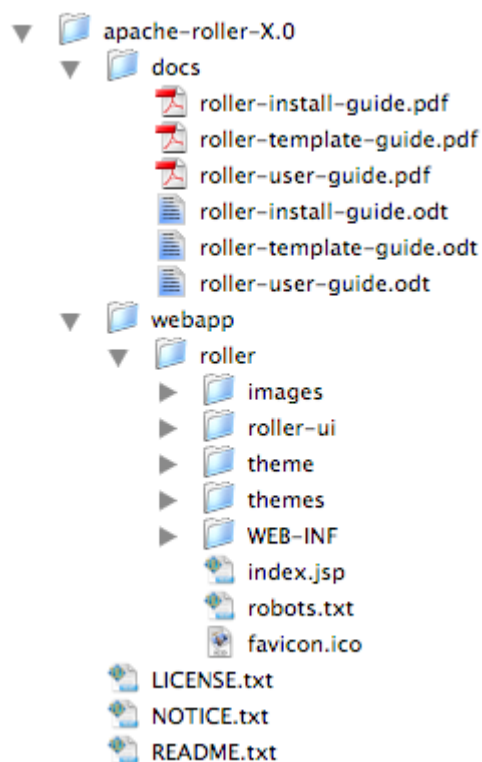 apache-roller-X.0
docs
roller-install-guide.pdf
roller-template-guide.pdf
roller-user-guide.pdf
roller-install-guide.odt
roller-template-guide.odt
roller-user-guide.odt
webapp
roller
images
roller-ui
theme
themes
WEB-INF
index.jsp
robots.txt
favicon.ico
LICENSE.txt
NOTICE.txt
README.txt